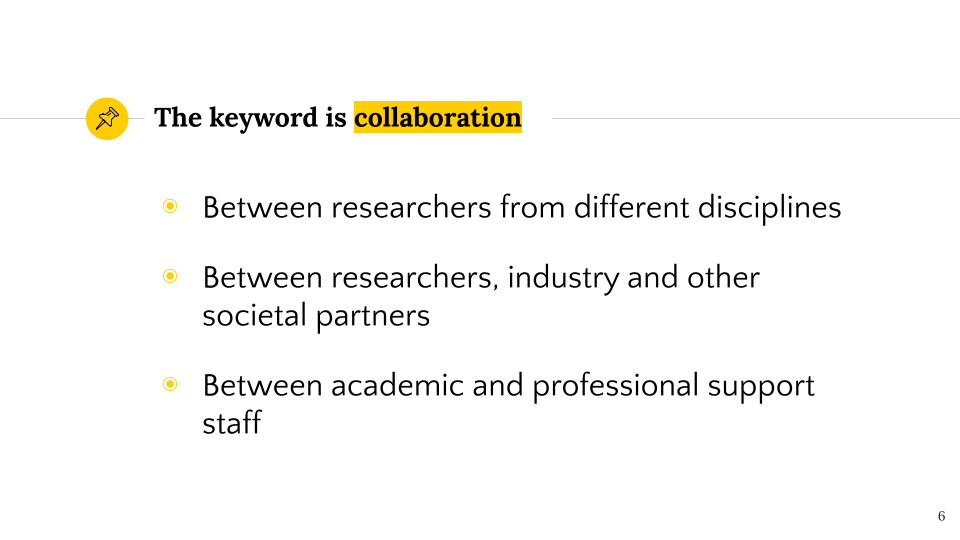 The keyword is collaboration
Between researchers from different disciplines
Between researchers, industry and other
societal partners
Between academic and professional support
staff
6